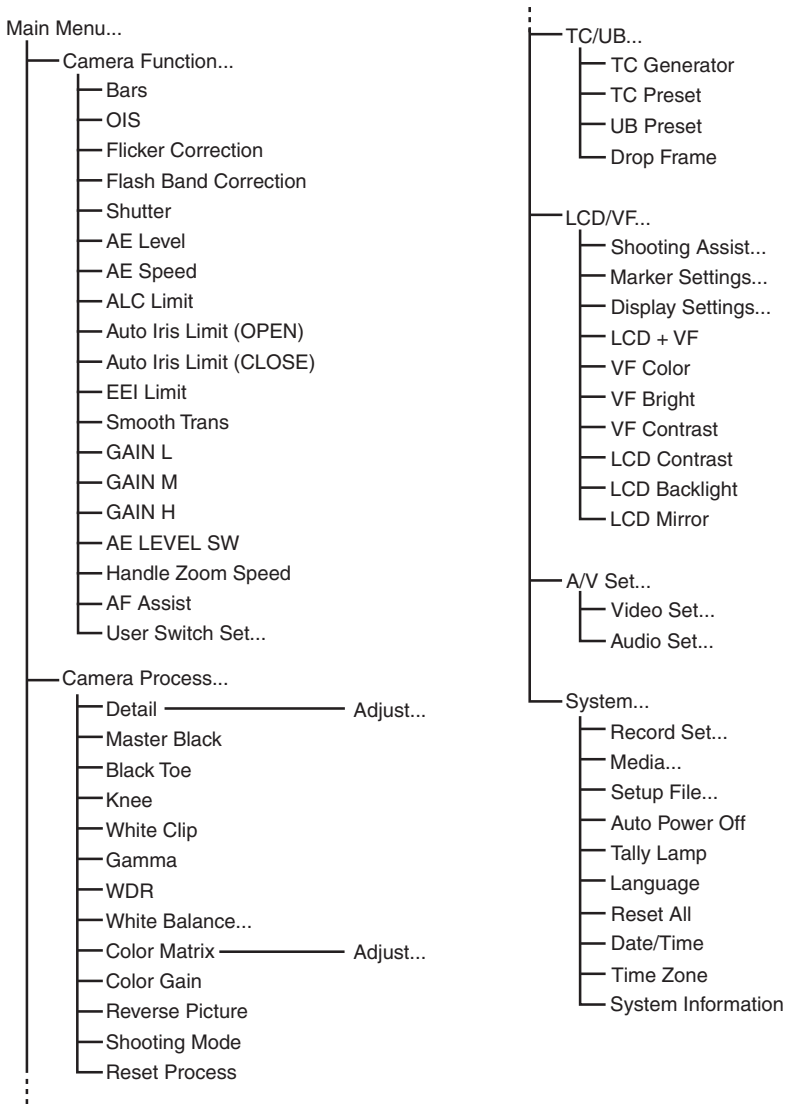 Main Menu...
Camera Function...
Bars
OIS
Flicker Correction
Flash Band Correction
Shutter
AE Level
AE Speed
ALC Limit
Auto Iris Limit (OPEN)
Auto Iris Limit (CLOSE)
EEI Limit
Smooth Trans
GAIN L
GAIN M
GAIN H
AE LEVEL SW
Handle Zoom Speed
AF Assist
User Switch Set...
Camera Process...
Detail Adjust...
Master Black
Black Toe
Knee
White Clip
Gamma
WDR
White Balance...
Color Matrix Adjust...
Color Gain
Reverse Picture
Shooting Mode
Reset Process
TC/UB...
TC Generator
TC Preset
UB Preset
Drop Frame
LCD/VF...
Shooting Assist...
Marker Settings...
Display Settings...
LCD + VF
VF Color
VF Bright
VF Contrast
LCD Contrast
LCD Backlight
LCD Mirror
A/V Set...
Video Set...
Audio Set...
System...
Record Set...
Media...
Setup File...
Auto Power Off
Tally Lamp
Language
Reset All
Date/Time
Time Zone
System Information